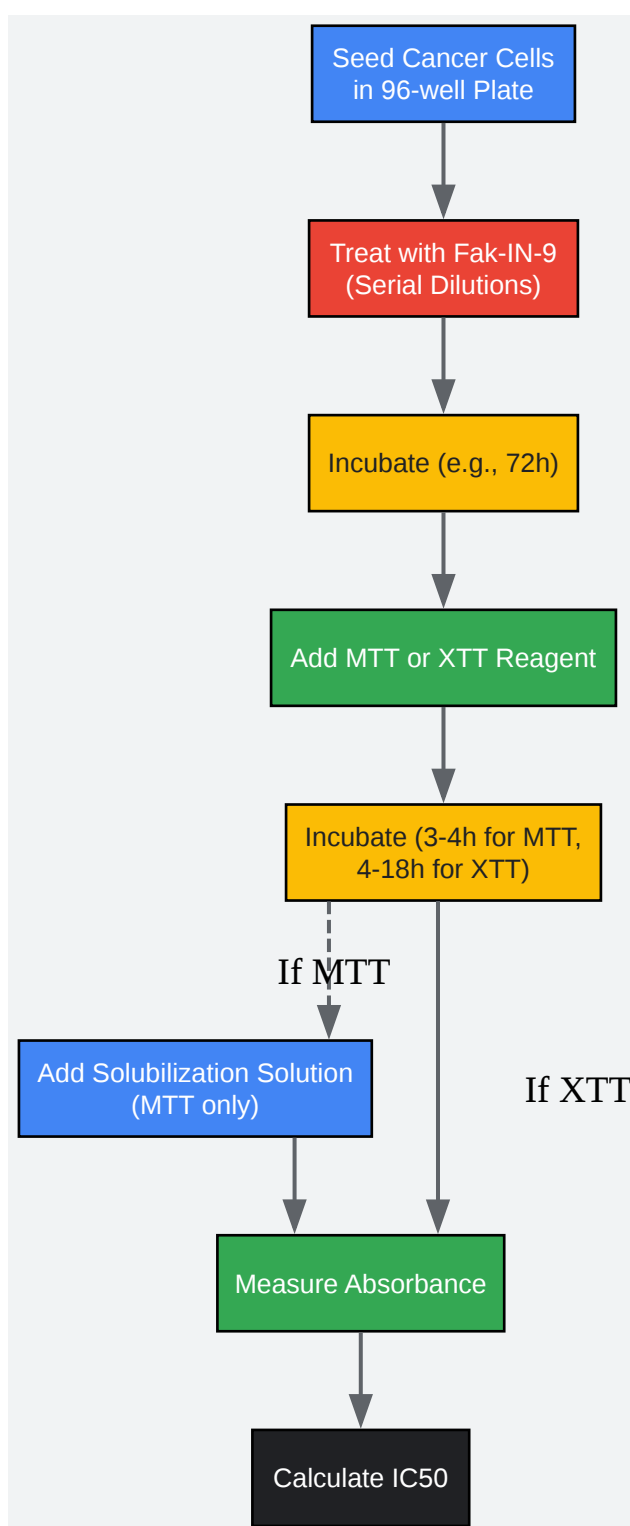 Seed Cancer Cells
in 96-well Plate
Treat with Fak-IN-9
(Serial Dilutions)
Incubate (e.g., 72h)
Add MTT or XTT Reagent
Incubate (3-4h for MTT,
4-18h for XTT)
If MTT
Add Solubilization Solution
(MTT only)
If XTT
Measure Absorbance
Calculate IC50